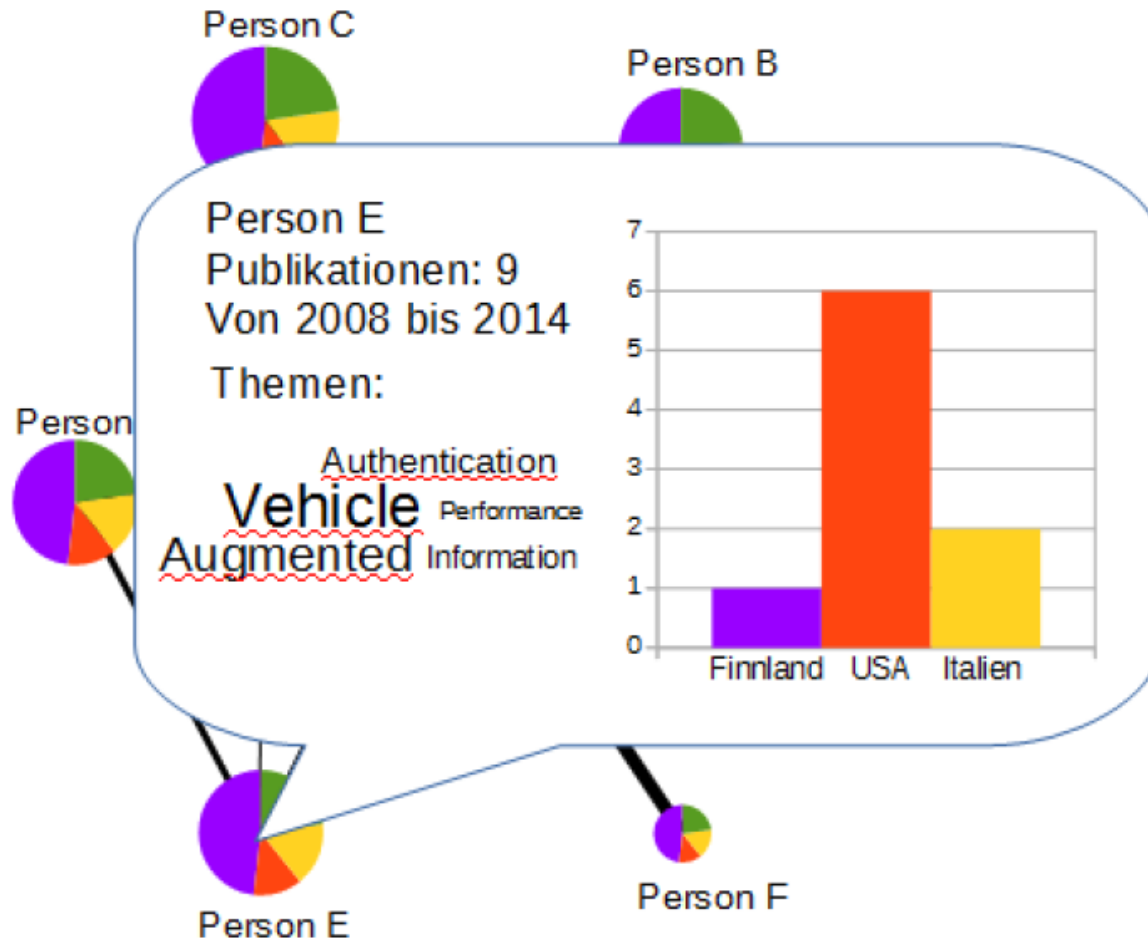 Person C
Person B
Person E
Publikationen: 9
Von 2008 bis 2014
Themen:
Authentication
Vehicle Performance
Augmented Information
7
6
5
4
3
2
1
0
Finnland USA Italien
Person
Person E
Person F